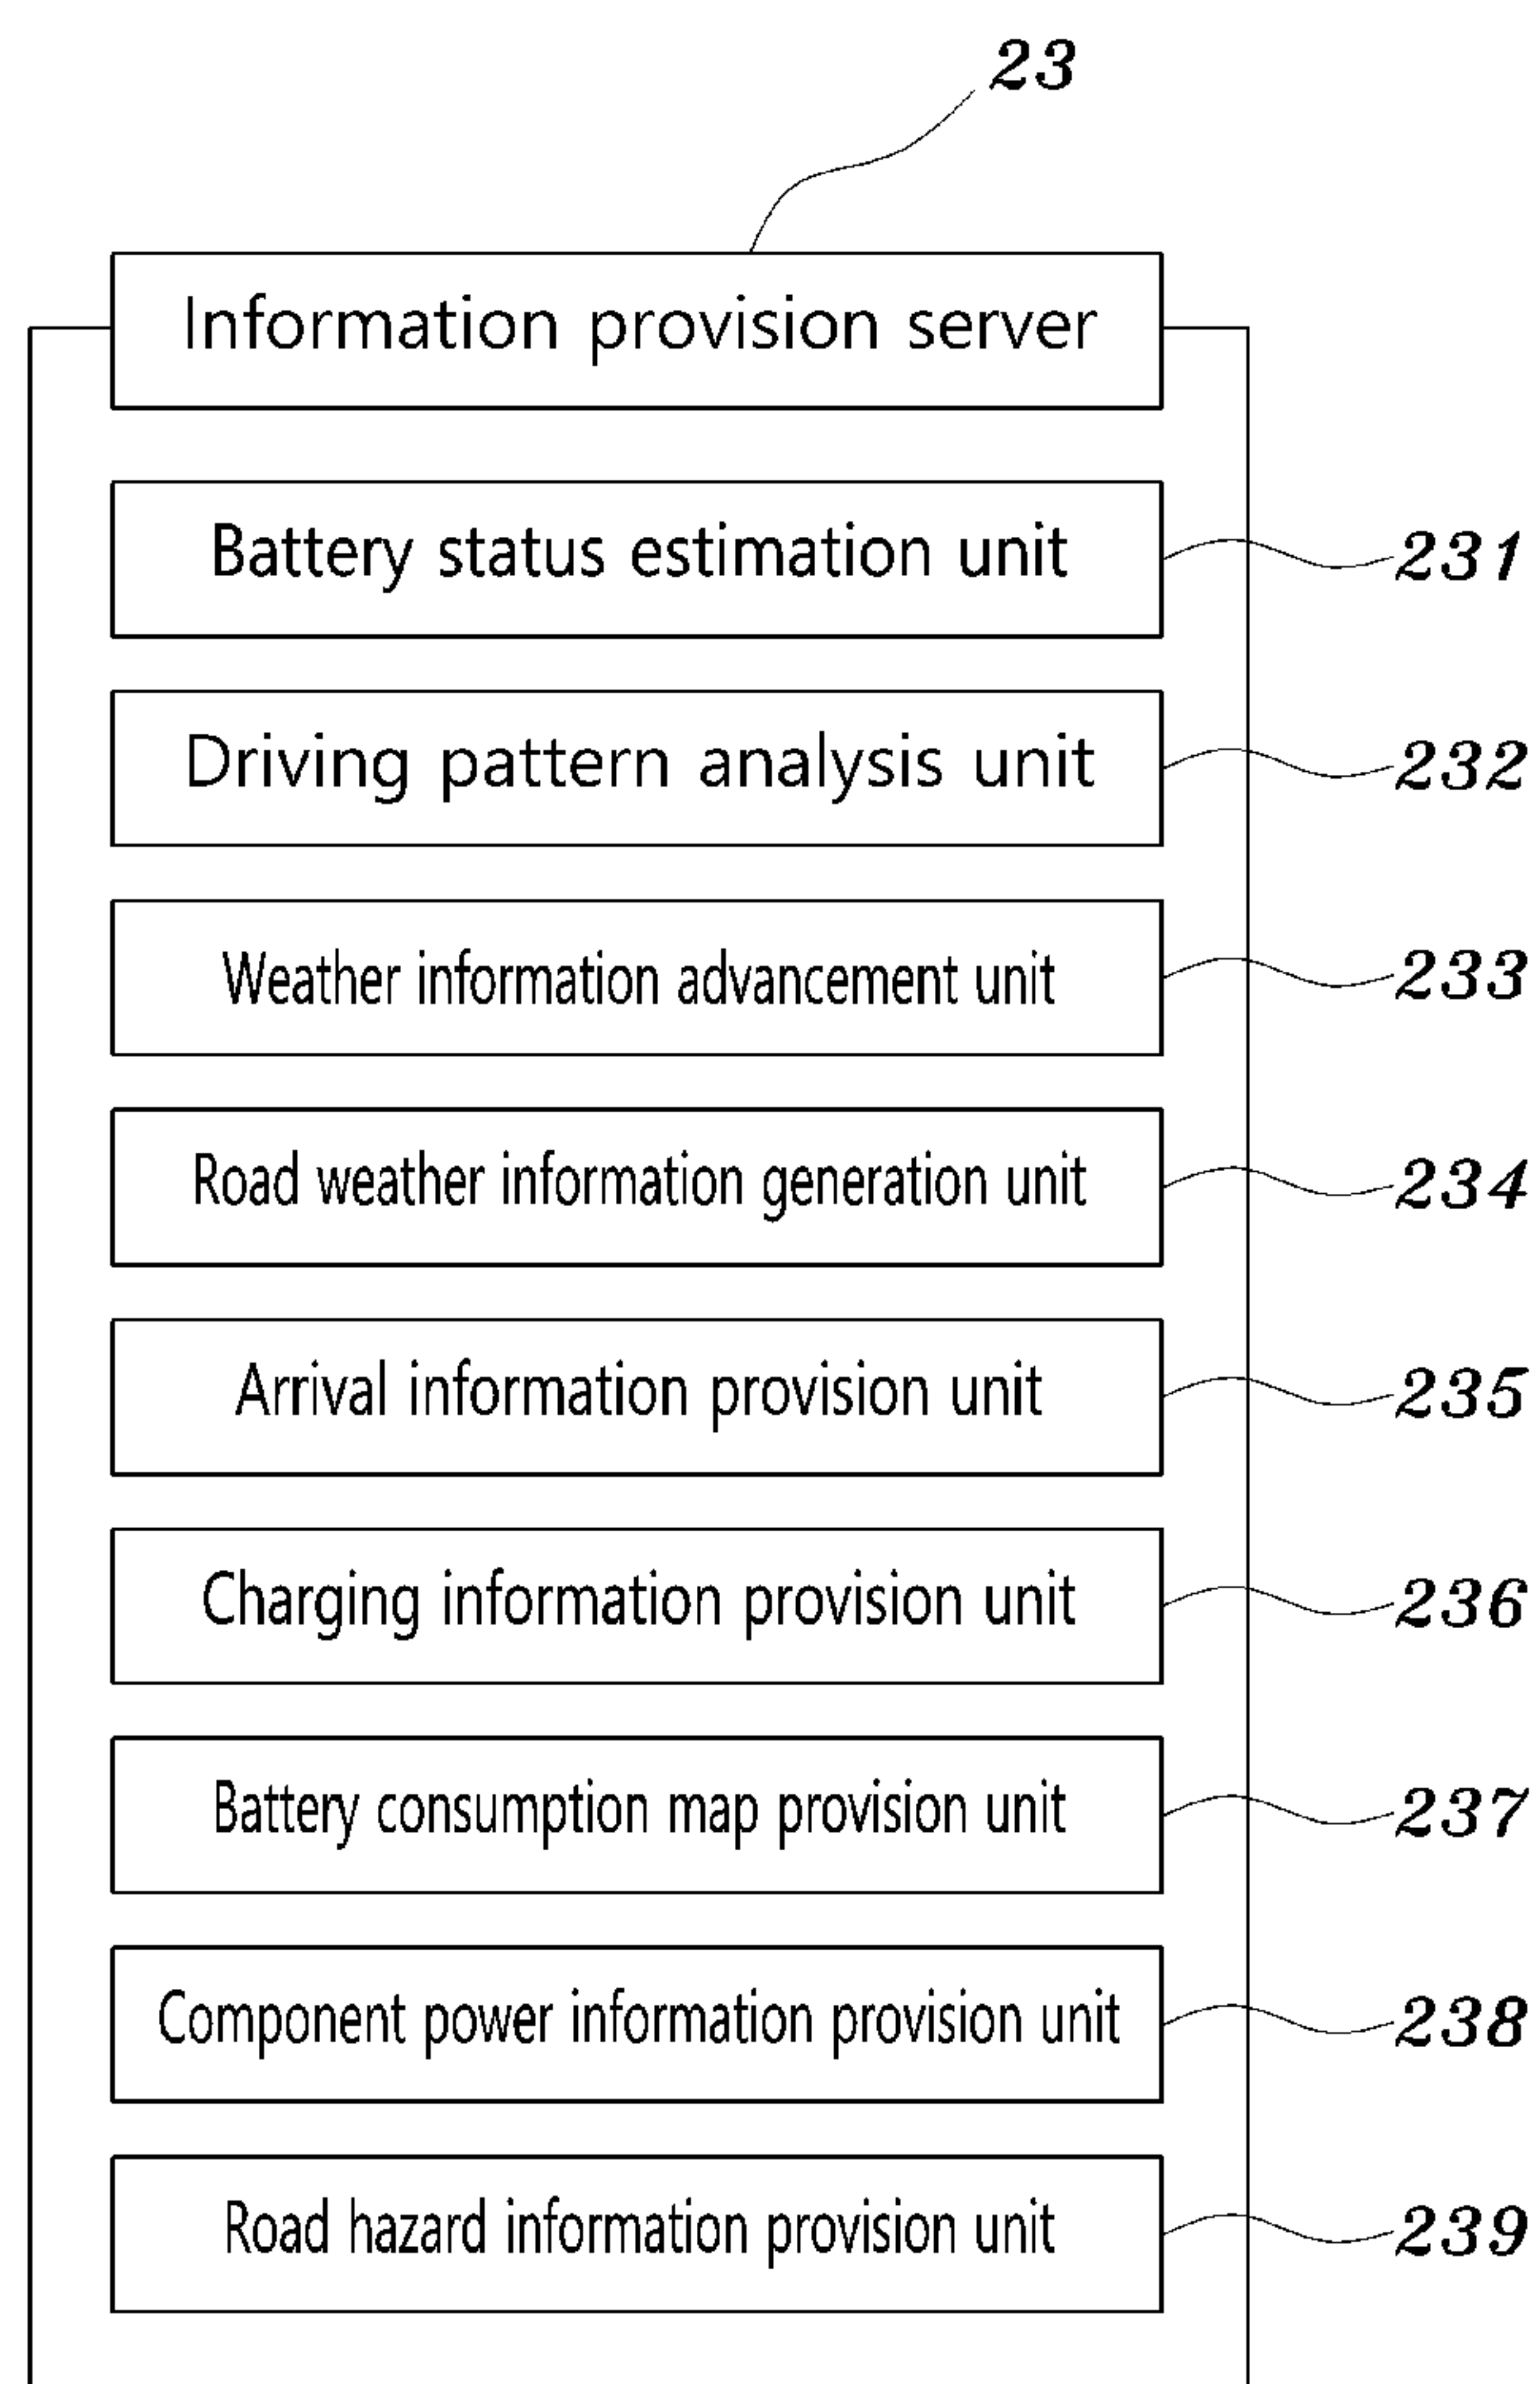 23
Information provision server
Battery status estimation unit 231
Driving pattern analysis unit 232
Weather information advancement unit 233
Road weather information generation unit 234
Arrival information provision unit 235
Charging information provision unit 236
Battery consumption map provision unit 237
Component power information provision unit 238
Road hazard information provision unit 239